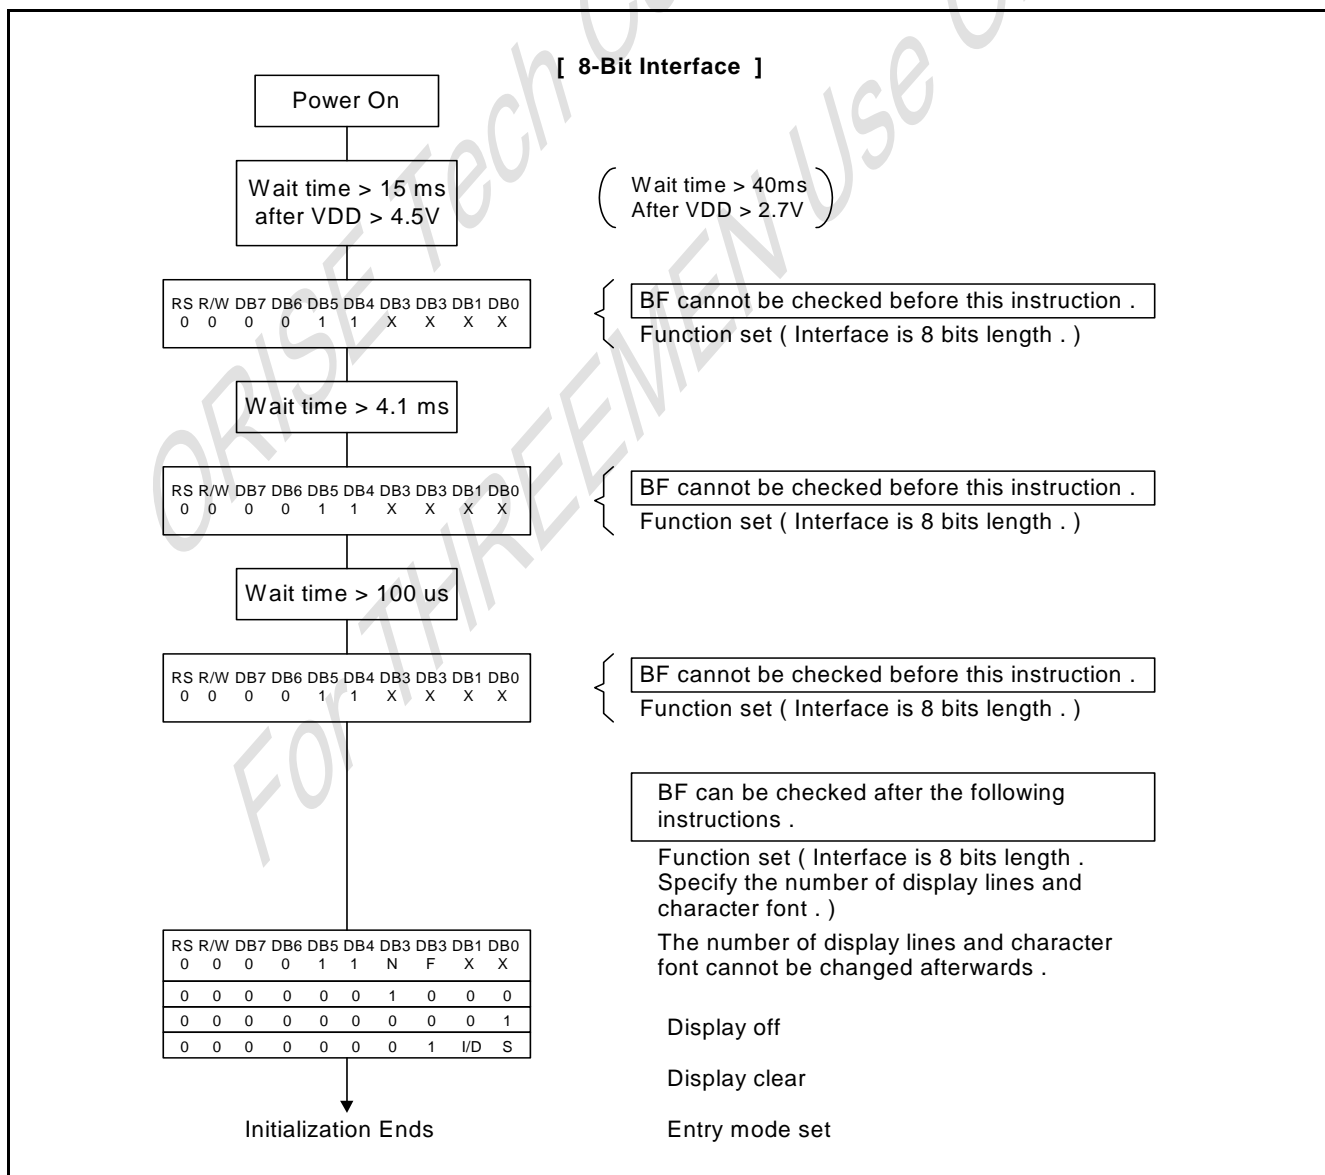 [ 8-Bit Interface ]
Power On
Wait time > 15 ms
after VDD > 4.5V
Wait time > 40ms
After VDD > 2.7V
RS R/W DB7 DB6 DB5 DB4 DB3 DB3 DB1 DB0
0 0 0 0 1 1 X X X X
BF cannot be checked before this instruction .
Function set ( Interface is 8 bits length . )
Wait time > 4.1 ms
RS R/W DB7 DB6 DB5 DB4 DB3 DB3 DB1 DB0
0 0 0 0 1 1 X X X X
BF cannot be checked before this instruction .
Function set ( Interface is 8 bits length . )
Wait time > 100 us
RS R/W DB7 DB6 DB5 DB4 DB3 DB3 DB1 DB0
0 0 0 0 1 1 X X X X
BF cannot be checked before this instruction .
Function set ( Interface is 8 bits length . )
BF can be checked after the following
instructions .
Function set ( Interface is 8 bits length .
Specify the number of display lines and
character font . )
The number of display lines and character
font cannot be changed afterwards .
RS R/W DB7 DB6 DB5 DB4 DB3 DB3 DB1 DB0
0 0 0 0 1 1 N F X X
0 0 0 0 0 0 1 0 0 0
0 0 0 0 0 0 0 0 0 1
0 0 0 0 0 0 0 1 I/D S
Display off
Display clear
Entry mode set
Initialization Ends
ORISE Tech
For THREEMEN Use